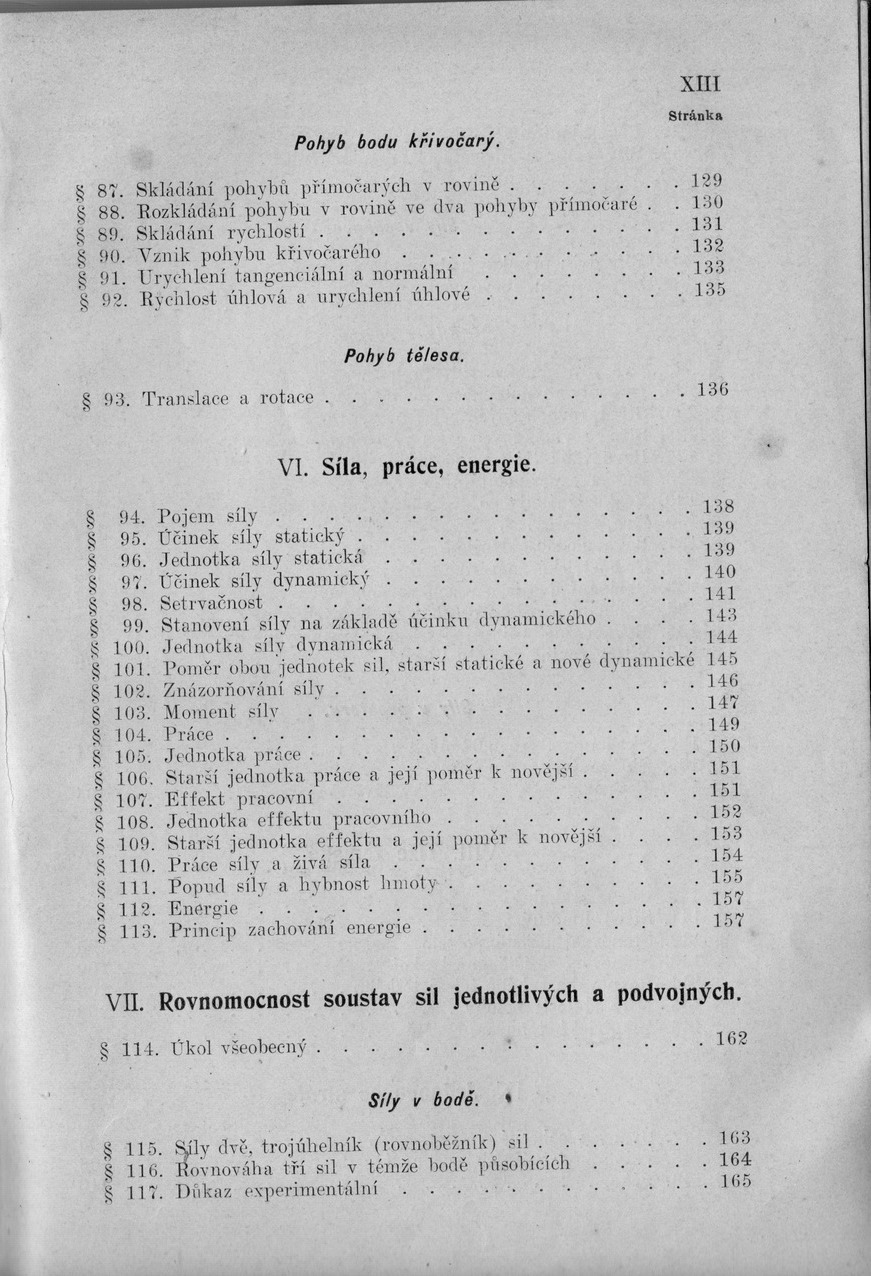 XIII
Stránka
Pohyb bodu křivočarý.
§ 87. Skládání pohybů přímočarých v rovině . . . . . . . 129
§ 88. Rozkládání pohybu v rovině ve dva pohyby přímočaré . . 130
§ 89. Skládání rychlostí . . . . . . . . . . . . . . 131
§ 90. Vznik pohybu křivočarého . . . . . . . . . . . 132
§ 91. Urychlení tangenciální a normální . . . . . . . . 133
§ 92. Rychlost úhlová a urychlení úhlové . . . . . . . . 135
Pohyb tělesa.
§ 93. Translace a rotace . . . . . . . . . . . . . . 136
VI. Síla, práce, energie.
§ 94. Pojem síly . . . . . . . . . . . . . . . . 138
§ 95. Účinek síly statický . . . . . . . . . . . . . 139
§ 96. Jednotka síly statická . . . . . . . . . . . . 139
§ 97. Účinek síly dynamický . . . . . . . . . . . . 140
§ 98. Setrvačnost . . . . . . . . . . . . . . . . 141
§ 99. Stanovení síly na základě účinku dynamického . . . . 143
§ 100. Jednotka síly dynamická . . . . . . . . . . . 144
§ 101. Poměr obou jednotek sil, starší statické a nové dynamické 145
§ 102. Znázorňování síly . . . . . . . . . . . . . . 146
§ 103. Moment síly . . . . . . . . . . . . . . . 147
§ 104. Práce . . . . . . . . . . . . . . . . . . 149
§ 105. Jednotka práce . . . . . . . . . . . . . . . 150
§ 106. Starší jednotka práce a její poměr k novější . . . . . 151
§ 107. Effekt pracovní . . . . . . . . . . . . . . 151
§ 108. Jednotka effektu pracovního . . . . . . . . . . 152
§ 109. Starší jednotka effektu a její poměr k novější . . . . 153
§ 110. Práce síly a živá síla . . . . . . . . . . . . 154
§ 111. Popud síly a hybnost hmoty . . . . . . . . . . 155
§ 112. Energie . . . . . . . . . . . . . . . . . 157
§ 113. Princip zachování energie . . . . . . . . . . . 157
VII. Rovnomocnost soustav sil jednotlivých a podvojných.
§ 114. Úkol všeobecný . . . . . . . . . . . . . . . 162
Síly v bodě.
§ 115. Síly dvě, trojúhelník (rovnoběžník) sil . . . . . . . 163
§ 116. Rovnováha tří sil v témže bodě působících . . . . . 164
§ 117. Důkaz experimentální . . . . . . . . . . . . 165